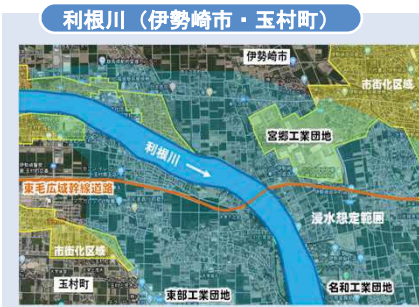 利根川（伊勢崎市・玉村町）
伊勢崎市
市街化区域
宮郷工業団地
利根川
東毛広域幹線道路
浸水想定範囲
市街化区域
玉村町
東部工業団地
名和工業団地